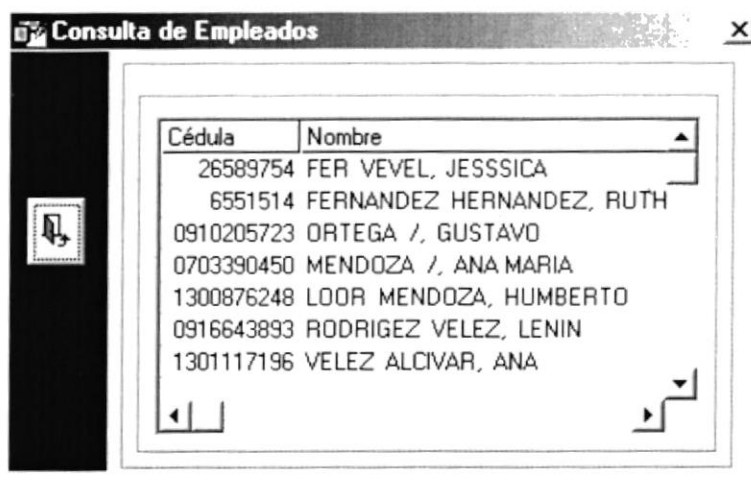 Consulta de Empleados
Cédula Nombre
26589754 FER VEVEL, JESSSICA
6551514 FERNANDEZ HERNANDEZ, RUTH
0910205723 ORTEGA /, GUSTAVO
0703390450 MENDOZA /, ANA MARIA
1300876248 LOOR MENDOZA, HUMBERTO
0916643893 RODRIGEZ VELEZ, LENIN
1301117196 VELEZ ALCIVAR, ANA